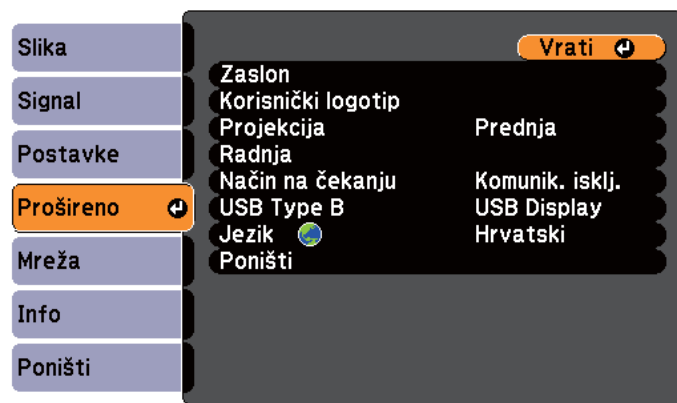 Slika
Signal
Postavke
Prošireno
Mreža
Info
Poništi
Vrati
Zaslon
Korisnički logotip
Projekcija Prednja
Radnja
Način na čekanju Komunik. isklj.
USB Type B USB Display
Jezik Hrvatski
Poništi